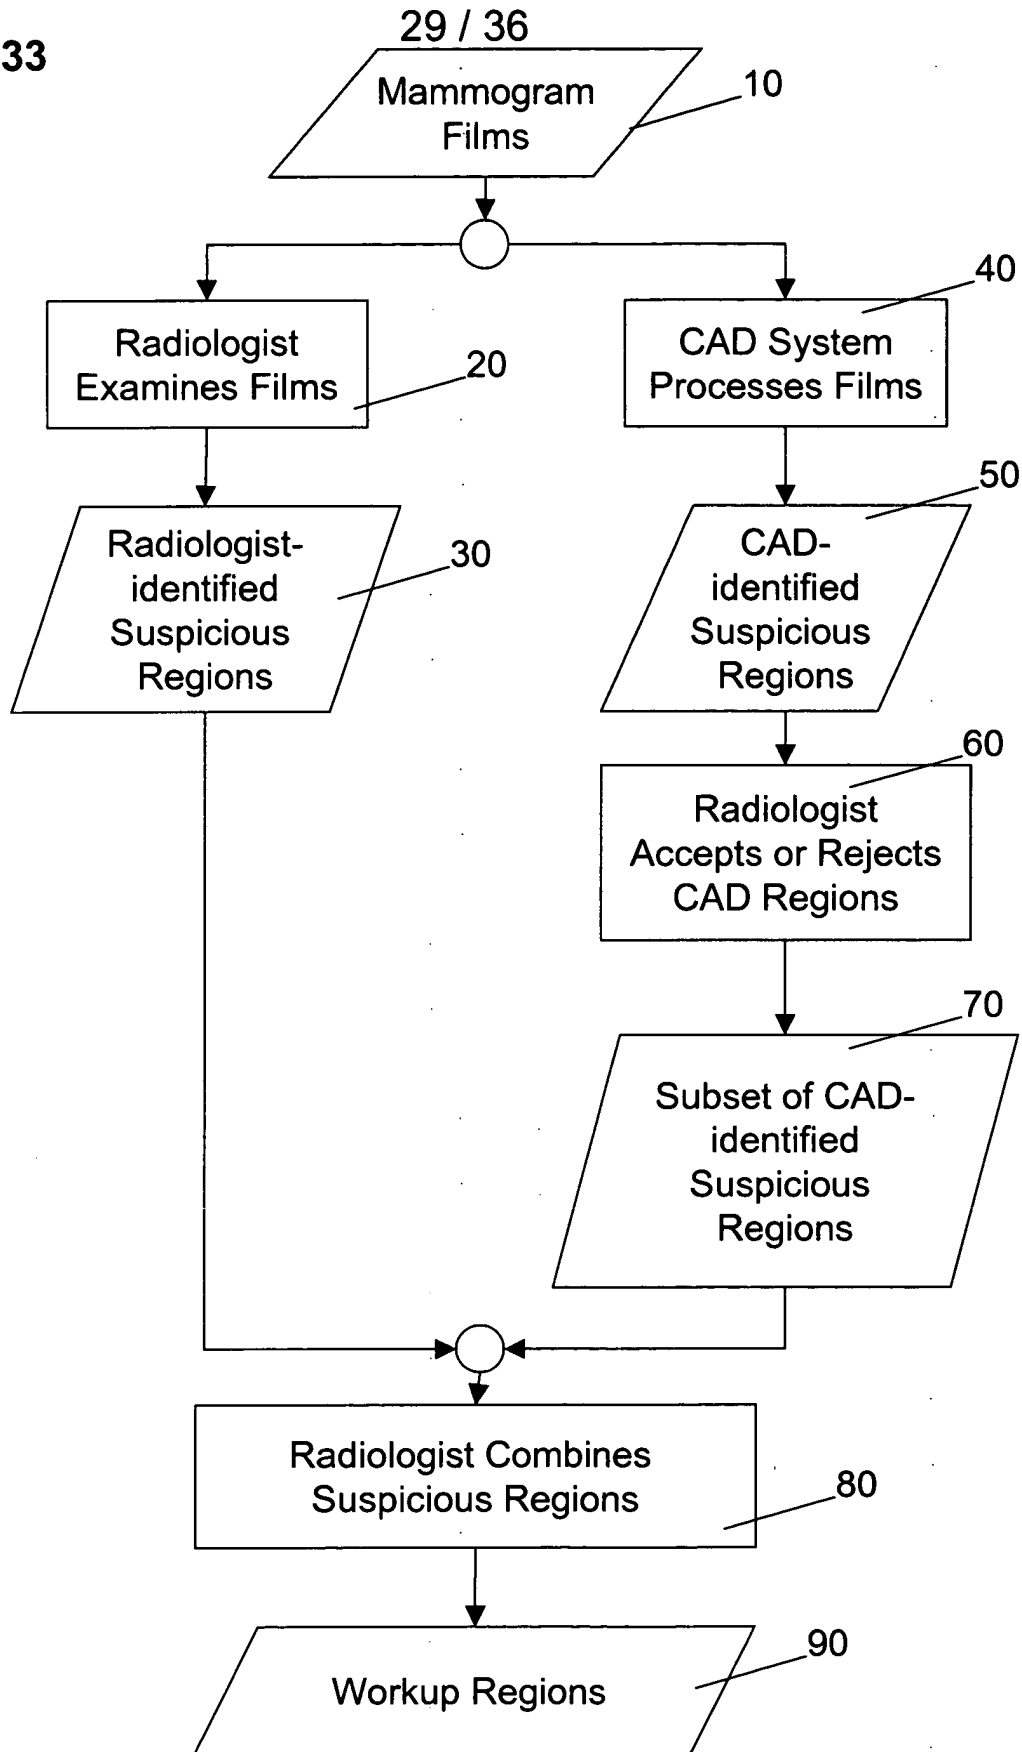 29 / 36
33
Mammogram
Films
10
Radiologist
Examines Films
20
CAD System
Processes Films
40
Radiologist-
identified
Suspicious
Regions
30
CAD-
identified
Suspicious
Regions
50
Radiologist
Accepts or Rejects
CAD Regions
60
Subset of CAD-
identified
Suspicious
Regions
70
Radiologist Combines
Suspicious Regions
80
Workup Regions
90